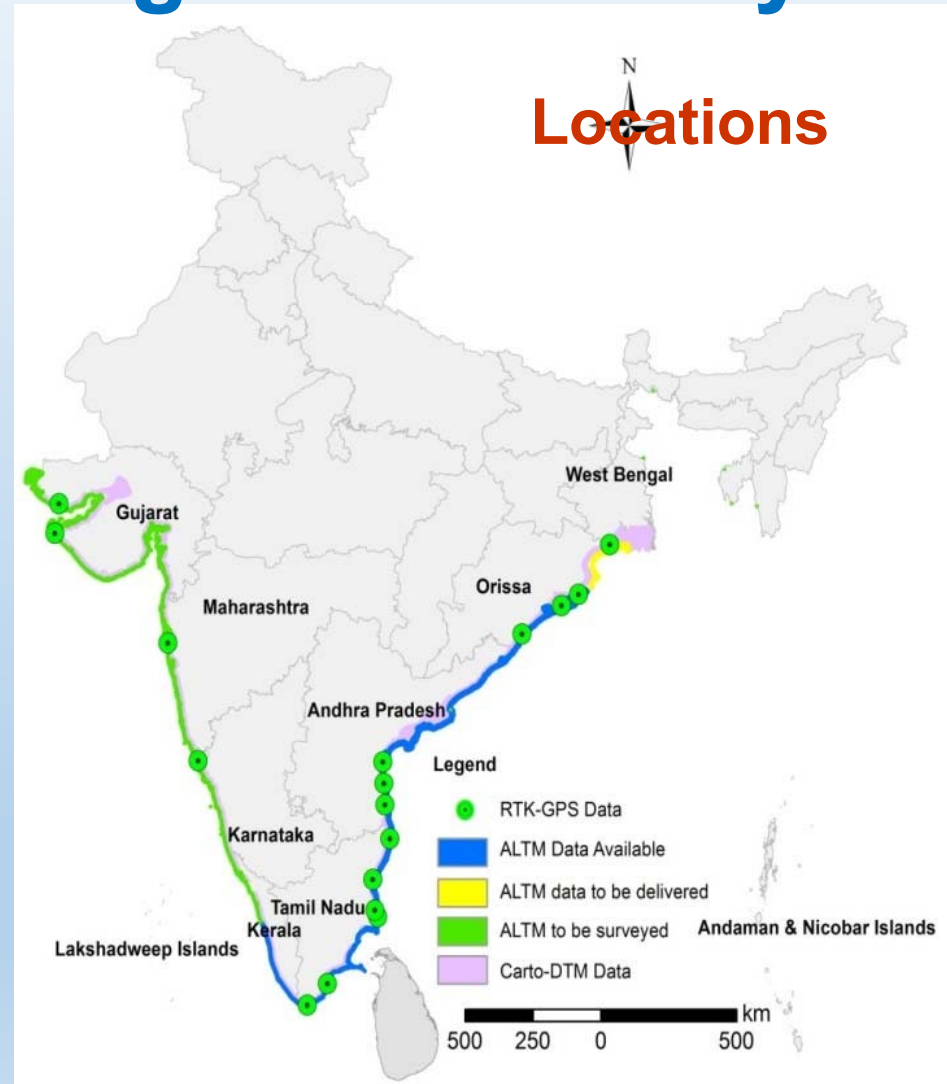 N
Locations
West Bengal
Gujarat
Orissa
Maharashtra
Andhra Pradesh
Legend
RTK-GPS Data
Karnataka
ALTM Data Available
ALTM data to be delivered
Tamil Nadu
Kerala
ALTM to be surveyed
Andaman & Nicobar Islands
Lakshadweep Islands
Carto-DTM Data
km
500 250 0 500